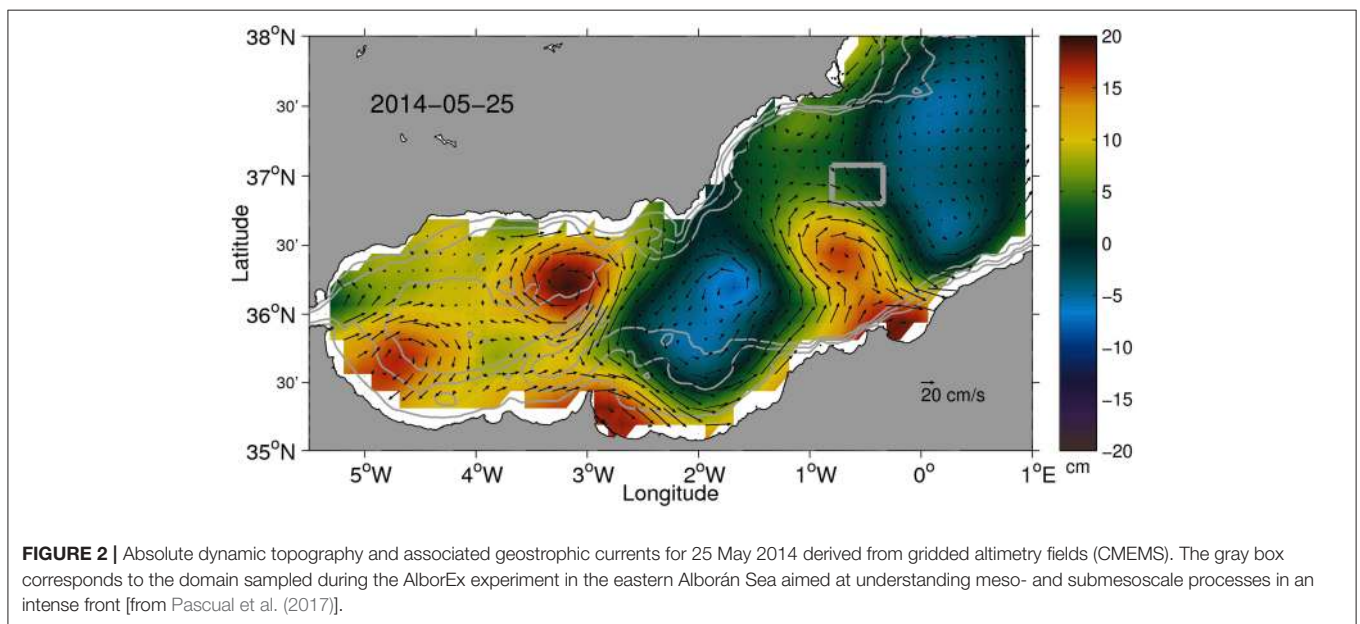 38°N
30'
37°N
30'
36°N
30'
35°N
Latitude
2014-05-25
20 cm/s
5°W
4°W
3°W
2°W
1°W
0°
1°E
Longitude
20
15
10
5
0
−5
−10
−15
−20
cm
FIGURE 2 | Absolute dynamic topography and associated geostrophic currents for 25 May 2014 derived from gridded altimetry fields (CMEMS). The gray box
corresponds to the domain sampled during the AlborEx experiment in the eastern Alborán Sea aimed at understanding meso- and submesoscale processes in an
intense front [from Pascual et al. (2017)].